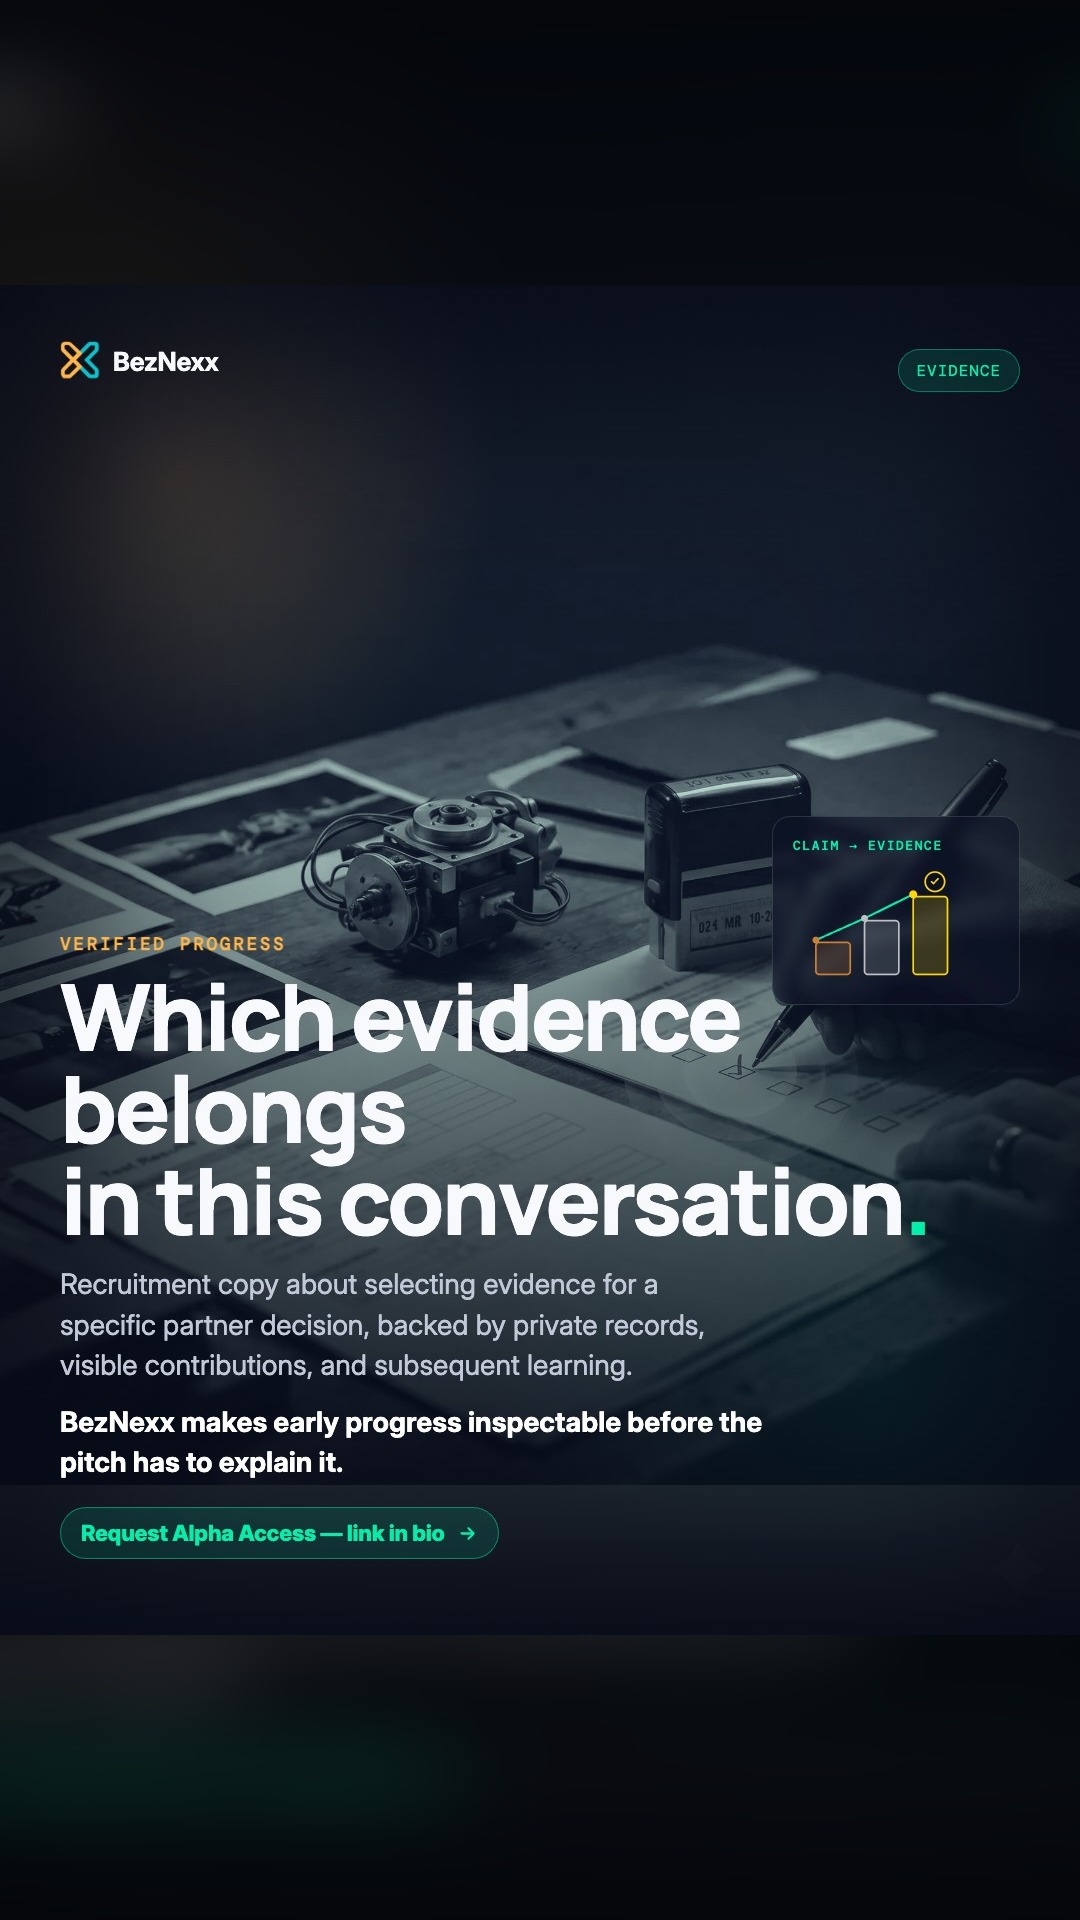 BezNexx
EVIDENCE
CLAIM → EVIDENCE
VERIFIED PROGRESS
Which evidence
belongs
in this conversation.
Recruitment copy about selecting evidence for a
specific partner decision, backed by private records,
visible contributions, and subsequent learning.
BezNexx makes early progress inspectable before the
pitch has to explain it.
Request Alpha Access — link in bio →